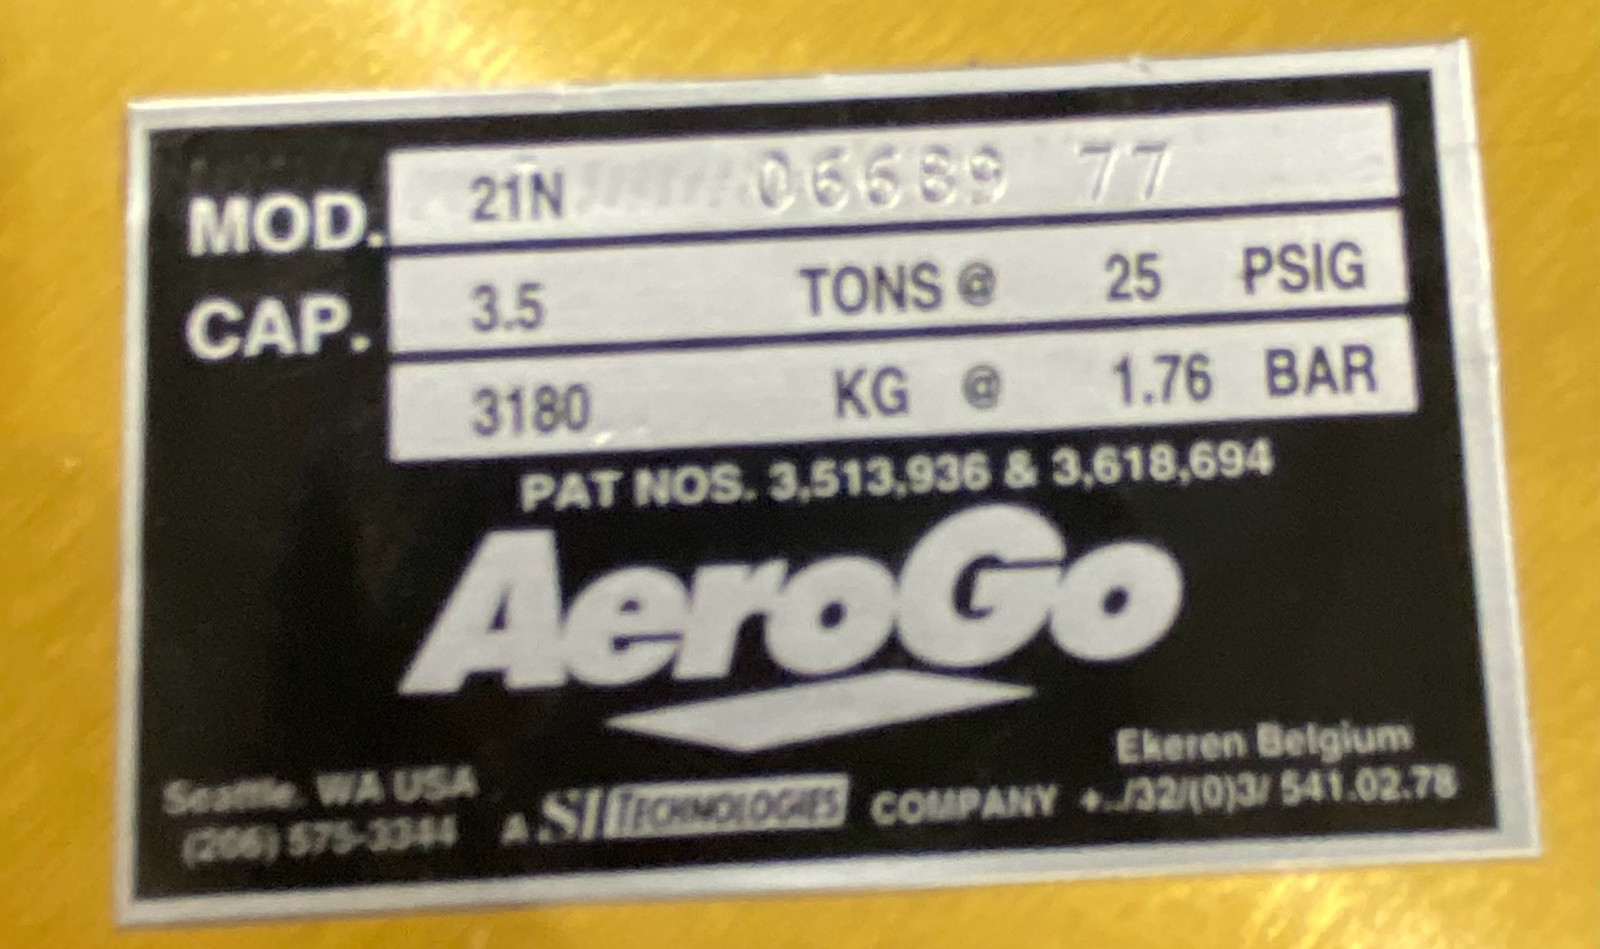 MOD. 21N 06689 77
CAP. 3.5 TONS @ 25 PSIG
3180 KG @ 1.76 BAR
PAT NOS. 3,513,936 & 3,618,694
AeroGo
Ekeren Belgium
Seattle, WA USA
(206) 575-3344
A SI TECHNOLOGIES COMPANY
+../32/(0)3/ 541.02.78